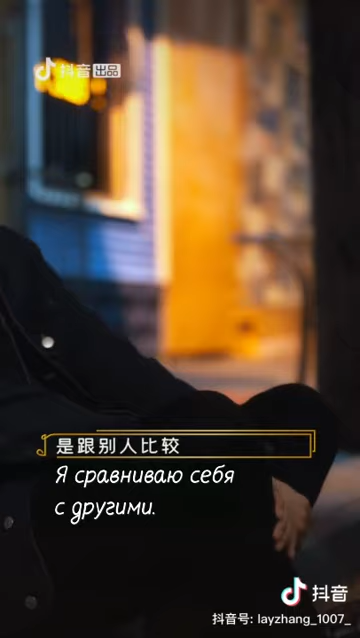 抖音出品
是跟别人比较
Я сравниваю себя
с другими.
抖音
抖音号: layzhang_1007_